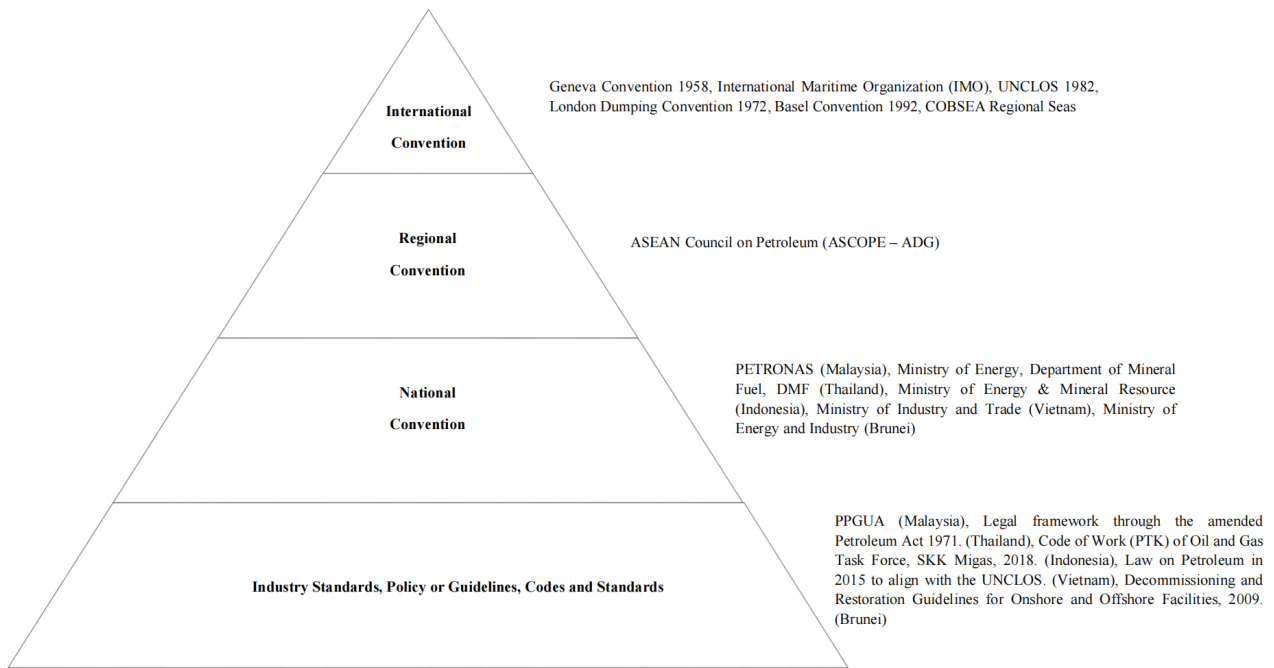 Geneva Convention 1958, International Maritime Organization (IMO), UNCLOS 1982,
London Dumping Convention 1972, Basel Convention 1992, COBSEA Regional Seas
International
Convention
Regional
Convention
ASEAN Council on Petroleum (ASCOPE – ADG)
National
Convention
PETRONAS (Malaysia), Ministry of Energy, Department of Mineral
Fuel, DMF (Thailand), Ministry of Energy & Mineral Resource
(Indonesia), Ministry of Industry and Trade (Vietnam), Ministry of
Energy and Industry (Brunei)
Industry Standards, Policy or Guidelines, Codes and Standards
PPGUA (Malaysia), Legal framework through the amended
Petroleum Act 1971. (Thailand), Code of Work (PTK) of Oil and Gas
Task Force, SKK Migas, 2018. (Indonesia), Law on Petroleum in
2015 to align with the UNCLOS. (Vietnam), Decommissioning and
Restoration Guidelines for Onshore and Offshore Facilities, 2009.
(Brunei)